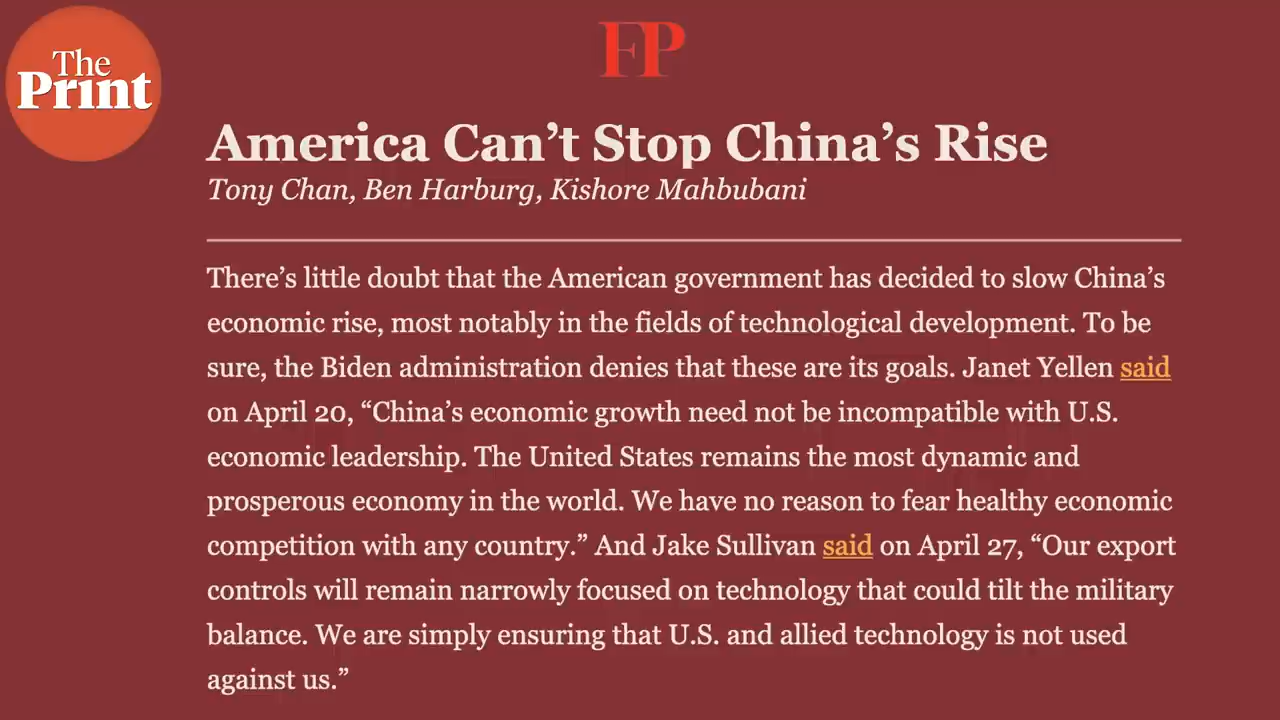 The
Print
FP
America Can’t Stop China’s Rise
Tony Chan, Ben Harburg, Kishore Mahbubani
There’s little doubt that the American government has decided to slow China’s
economic rise, most notably in the fields of technological development. To be
sure, the Biden administration denies that these are its goals. Janet Yellen said
on April 20, “China’s economic growth need not be incompatible with U.S.
economic leadership. The United States remains the most dynamic and
prosperous economy in the world. We have no reason to fear healthy economic
competition with any country.” And Jake Sullivan said on April 27, “Our export
controls will remain narrowly focused on technology that could tilt the military
balance. We are simply ensuring that U.S. and allied technology is not used
against us.”